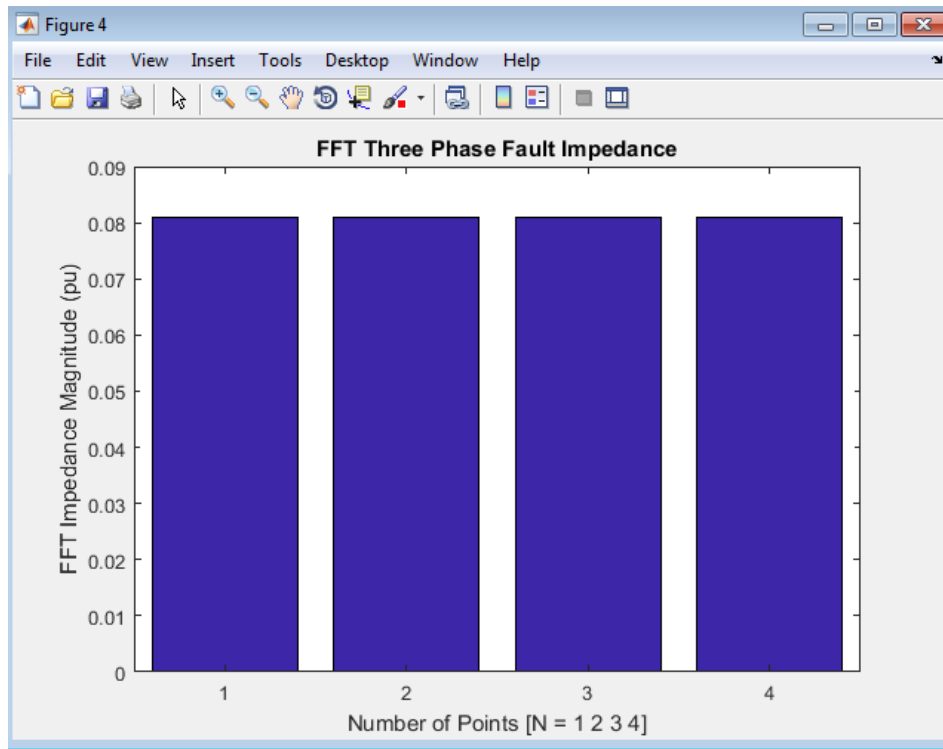 Figure 4
File Edit View Insert Tools Desktop Window Help
FFT Three Phase Fault Impedance
FFT Impedance Magnitude (pu)
0.09
0.08
0.07
0.06
0.05
0.04
0.03
0.02
0.01
0
1 2 3 4
Number of Points [N = 1 2 3 4]